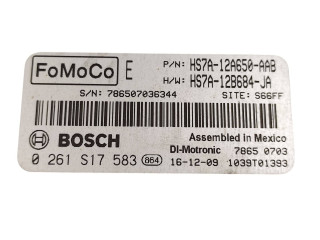 FoMoCo E P/N: HS7A-12A650-AAB
H/W: HS7A-12B684-JA
S/N: 786507036344 SITE: S66FF
BOSCH Assembled in Mexico
DI-Motronic 7865 0703
0 261 S17 583 864 16-12-09 1039T01393